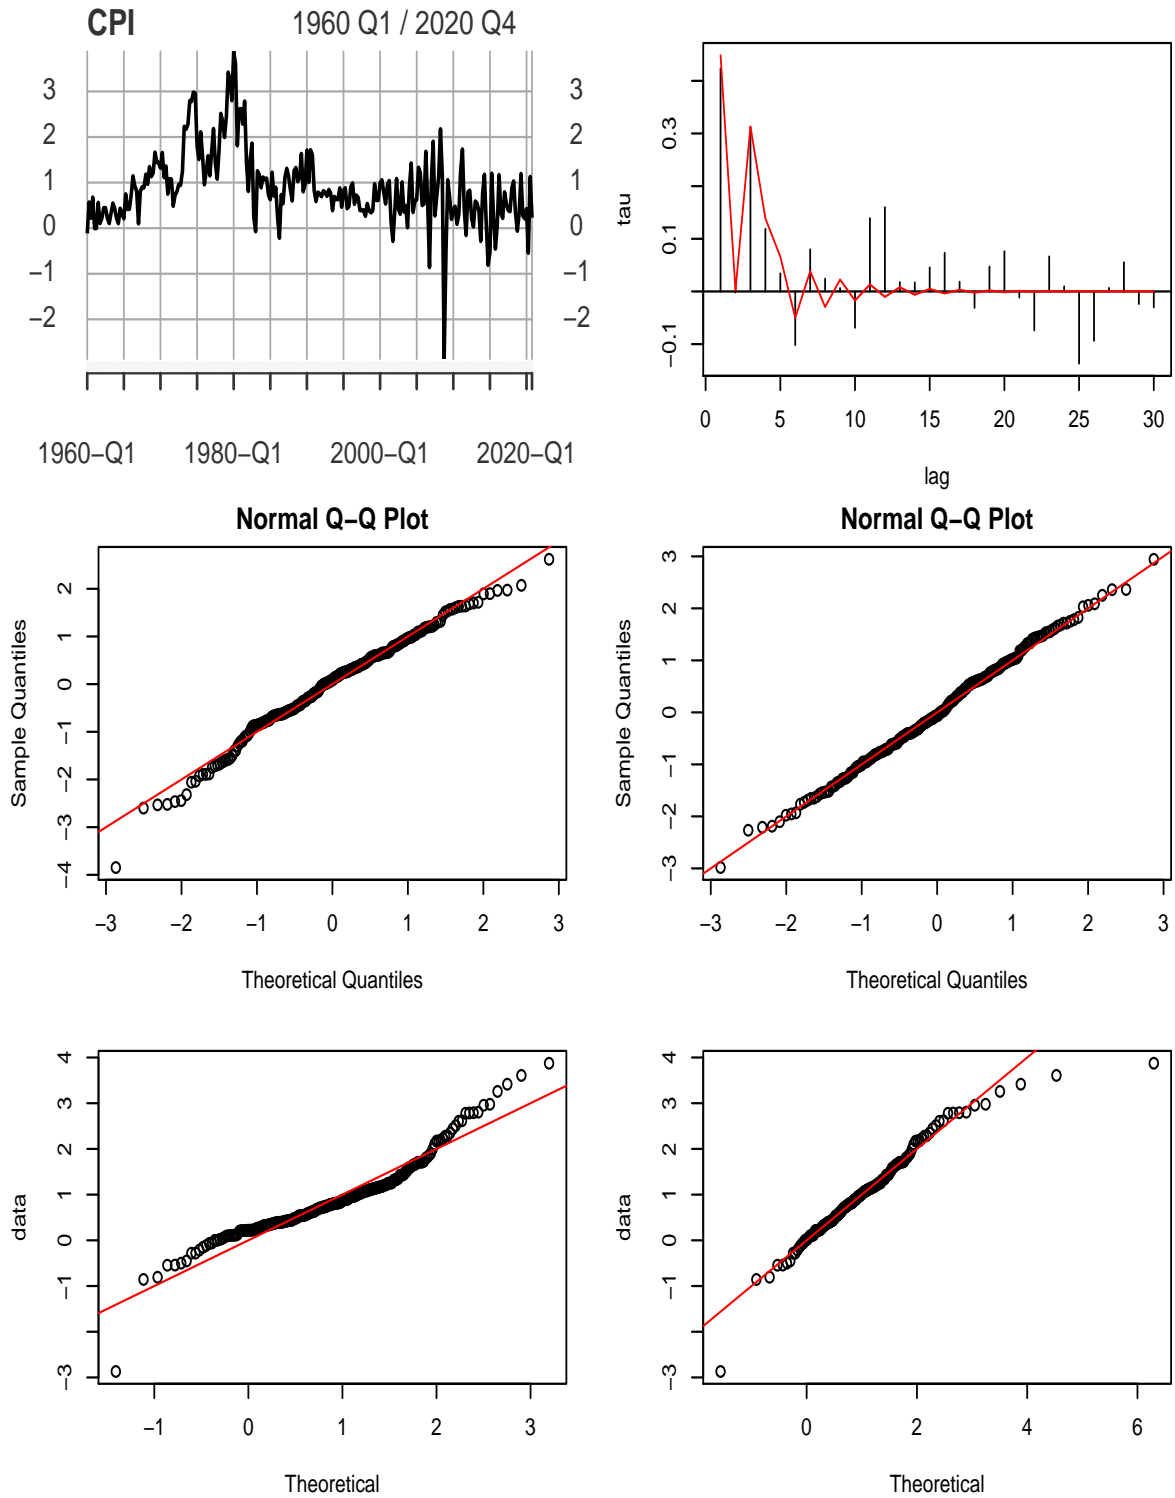 CPI 1960 Q1 / 2020 Q4
3 3
2 2
1 1
0 0
−1 −1
−2 −2
1960−Q1 1980−Q1 2000−Q1 2020−Q1
tau
0.3
0.1
−0.1
0 5 10 15 20 25 30
lag
Normal Q−Q Plot
Sample Quantiles
2
1
0
−1
−2
−3
−4
−3 −2 −1 0 1 2 3
Theoretical Quantiles
Normal Q−Q Plot
Sample Quantiles
3
2
1
0
−1
−2
−3
−3 −2 −1 0 1 2 3
Theoretical Quantiles
data
4
3
2
1
0
−1
−3
−1 0 1 2 3
Theoretical
data
4
3
2
1
0
−1
−3
0 2 4 6
Theoretical